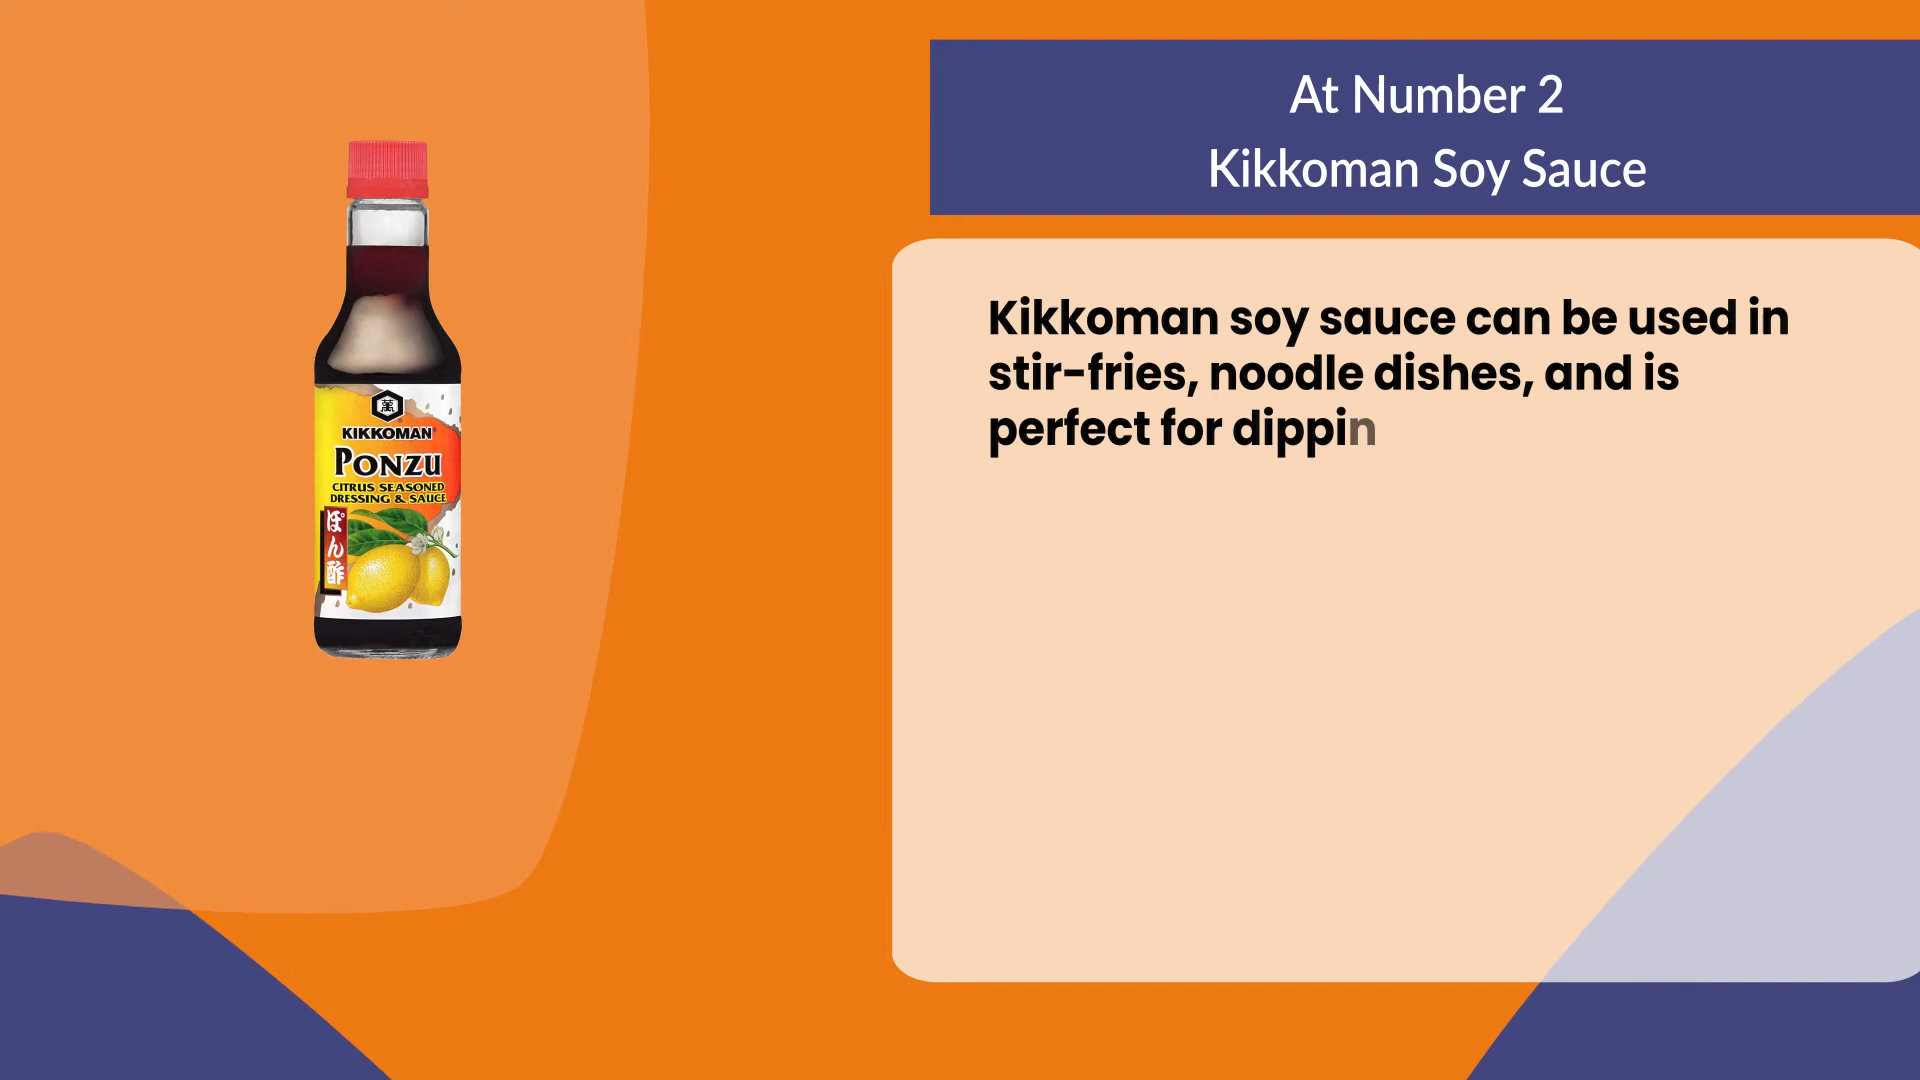 At Number 2
Kikkoman Soy Sauce
Kikkoman soy sauce can be used in
stir-fries, noodle dishes, and is
perfect for dippin
萬
KIKKOMAN
PONZU
CITRUS SEASONED
DRESSING & SAUCE
ぽん酢